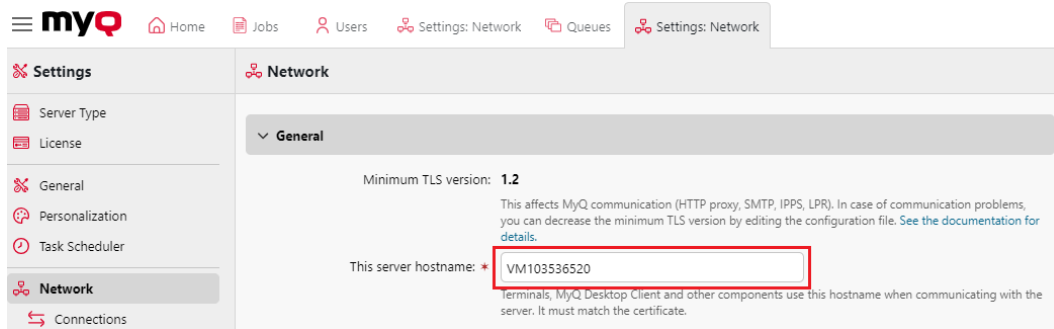 myQ Home Jobs Users Settings: Network Queues Settings: Network
Settings
Network
Server Type
License
General
Personalization
Task Scheduler
Network
Connections
General
Minimum TLS version: 1.2
This affects MyQ communication (HTTP proxy, SMTP, IPPS, LPR). In case of communication problems,
you can decrease the minimum TLS version by editing the configuration file. See the documentation for
details.
This server hostname: * VM103536520
Terminals, MyQ Desktop Client and other components use this hostname when communicating with the
server. It must match the certificate.